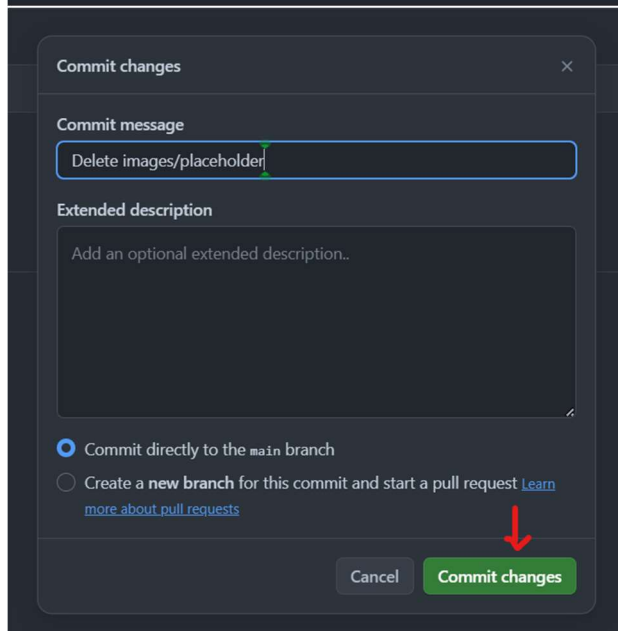 Commit changes
Commit message
Delete images/placeholder
Extended description
Add an optional extended description..
Commit directly to the main branch
Create a new branch for this commit and start a pull request Learn
more about pull requests
Cancel
Commit changes